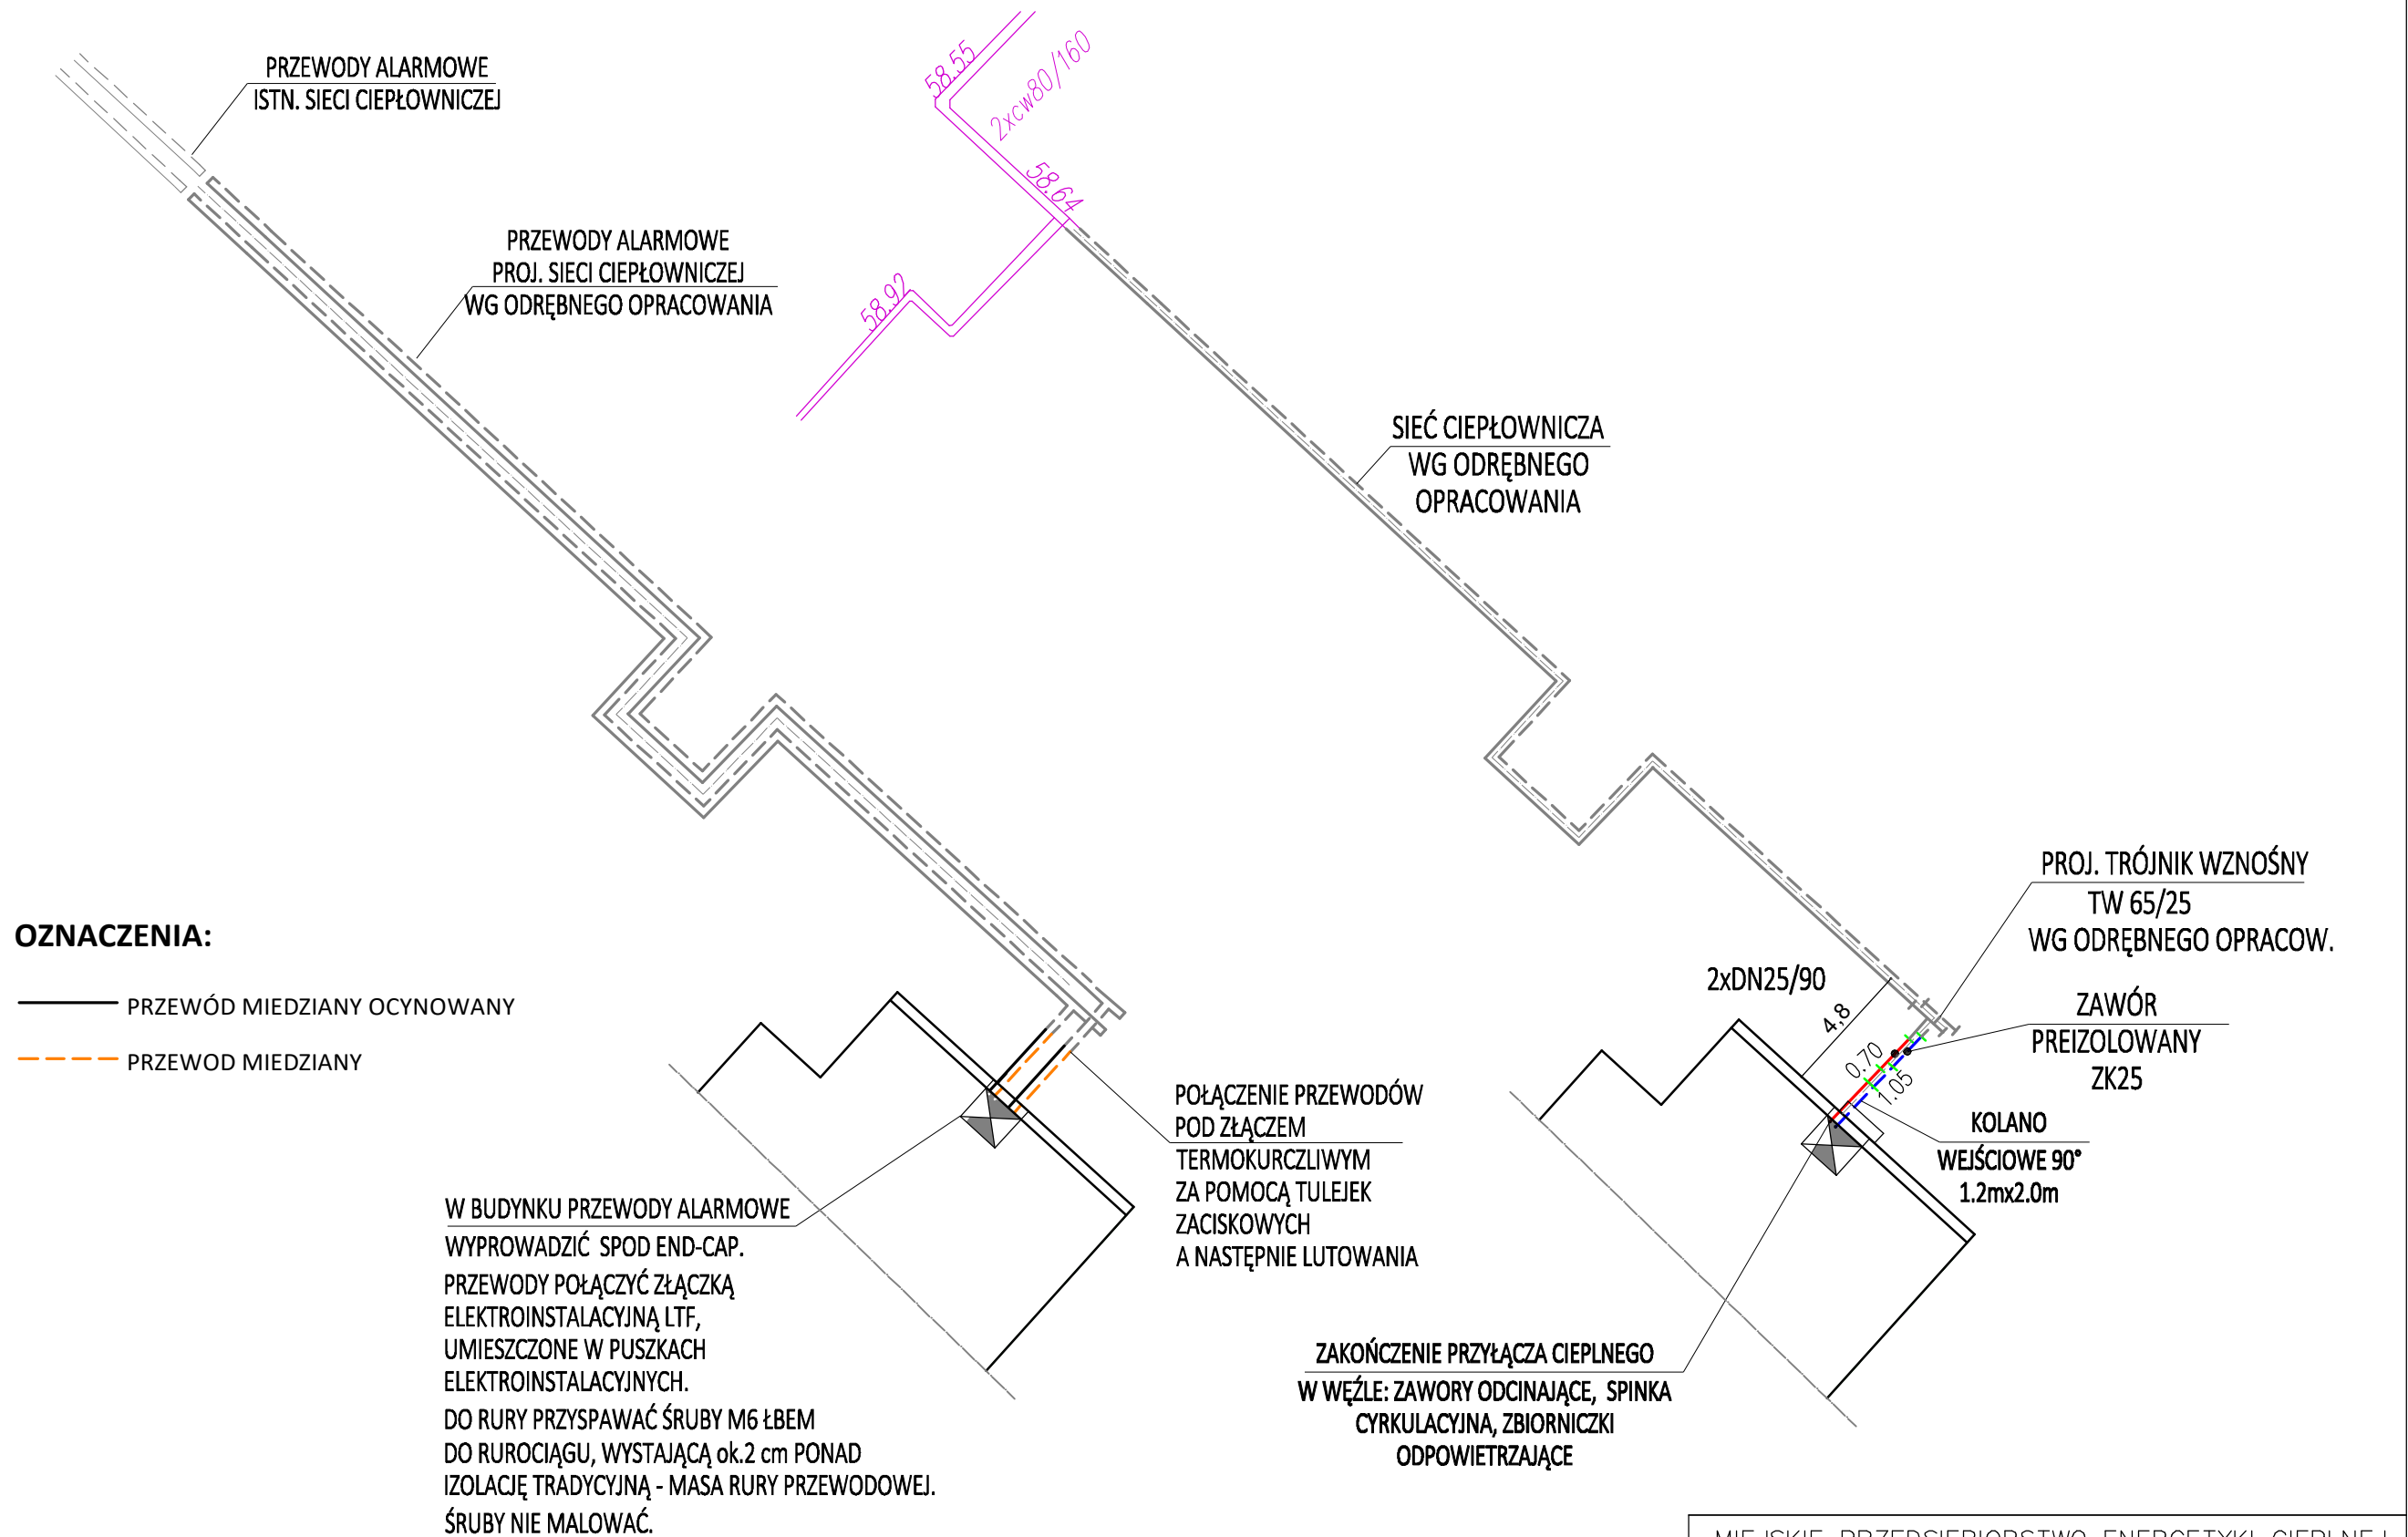 PRZEWODY ALARMOWE
ISTN. SIECI CIEPŁOWNICZEJ
58.55
2xcw80/160
58.64
58.92
PRZEWODY ALARMOWE
PROJ. SIECI CIEPŁOWNICZEJ
WG ODRĘBNEGO OPRACOWANIA
SIEĆ CIEPŁOWNICZA
WG ODRĘBNEGO
OPRACOWANIA
PROJ. TRÓJNIK WZNOŚNY
TW 65/25
WG ODRĘBNEGO OPRACOW.
OZNACZENIA:
PRZEWÓD MIEDZIANY OCYNOWANY
PRZEWOD MIEDZIANY
2xDN25/90
4,8
0.70
1.05
ZAWÓR
PREIZOLOWANY
ZK25
KOLANO
WEJŚCIOWE 90°
1.2mx2.0m
POŁĄCZENIE PRZEWODÓW
POD ZŁĄCZEM
TERMOKURCZLIWYM
ZA POMOCĄ TULEJEK
ZACISKOWYCH
A NASTĘPNIE LUTOWANIA
W BUDYNKU PRZEWODY ALARMOWE
WYPROWADZIĆ SPOD END-CAP.
PRZEWODY POŁĄCZYĆ ZŁĄCZKĄ
ELEKTROINSTALACYJNĄ LTF,
UMIESZCZONE W PUSZKACH
ELEKTROINSTALACYJNYCH.
DO RURY PRZYSPAWAĆ ŚRUBY M6 ŁBEM
DO RUROCIĄGU, WYSTAJĄCĄ ok.2 cm PONAD
IZOLACJĘ TRADYCYJNĄ - MASA RURY PRZEWODOWEJ.
ŚRUBY NIE MALOWAĆ.
ZAKOŃCZENIE PRZYŁĄCZA CIEPLNEGO
W WĘŹLE: ZAWORY ODCINAJĄCE, SPINKA
CYRKULACYJNA, ZBIORNICZKI
ODPOWIETRZAJĄCE
MIEJSKIE PRZEDSIĘBIORSTWO ENERGETYKI CIEPLNEJ